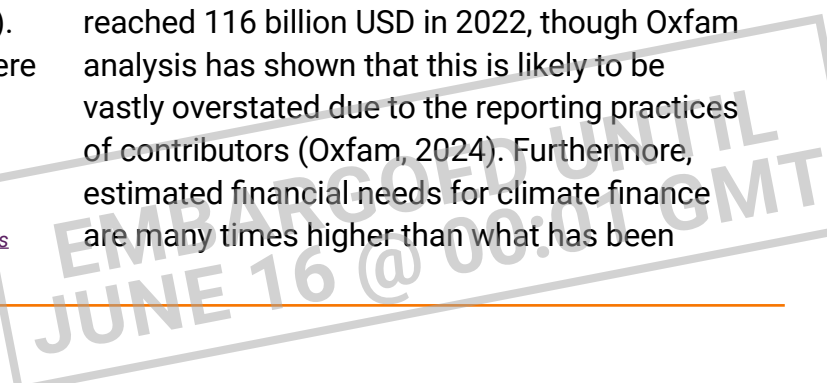 ).
ere
s
reached 116 billion USD in 2022, though Oxfam
analysis has shown that this is likely to be
vastly overstated due to the reporting practices
of contributors (Oxfam, 2024). Furthermore,
estimated financial needs for climate finance
are many times higher than what has been
EMBARGOED UNTIL
JUNE 16 @ 00:01 GMT